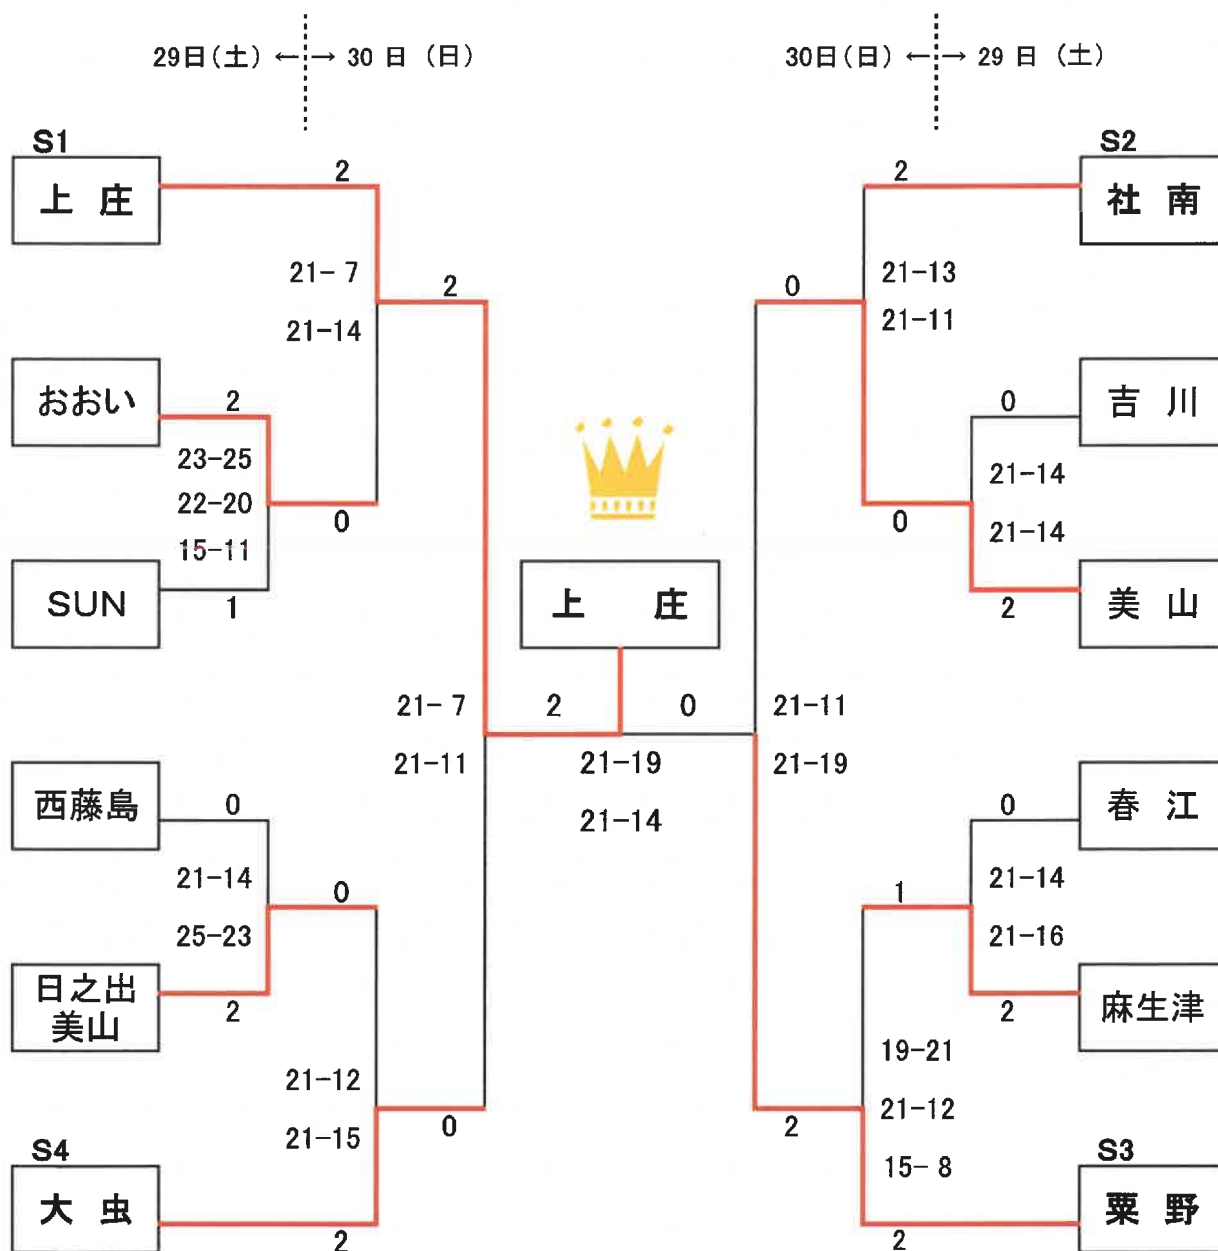 29日(土) ←→ 30 日 (日)
30日(日) ←→ 29 日 (土)
S1
S2
上 庄
2
2
社 南
21- 7
2
0
21-13
21-14
21-11
おおい
2
0
吉 川
23-25
21-14
22-20
0
0
21-14
15-11
SUN
1
上 庄
2
美 山
21- 7
2
0
21-11
21-11
21-19
21-19
21-14
西藤島
0
0
春 江
21-14
0
1
21-14
25-23
21-16
日之出
美山
2
2
麻生津
21-12
19-21
21-15
0
2
21-12
15- 8
S4
S3
大 虫
2
2
粟 野